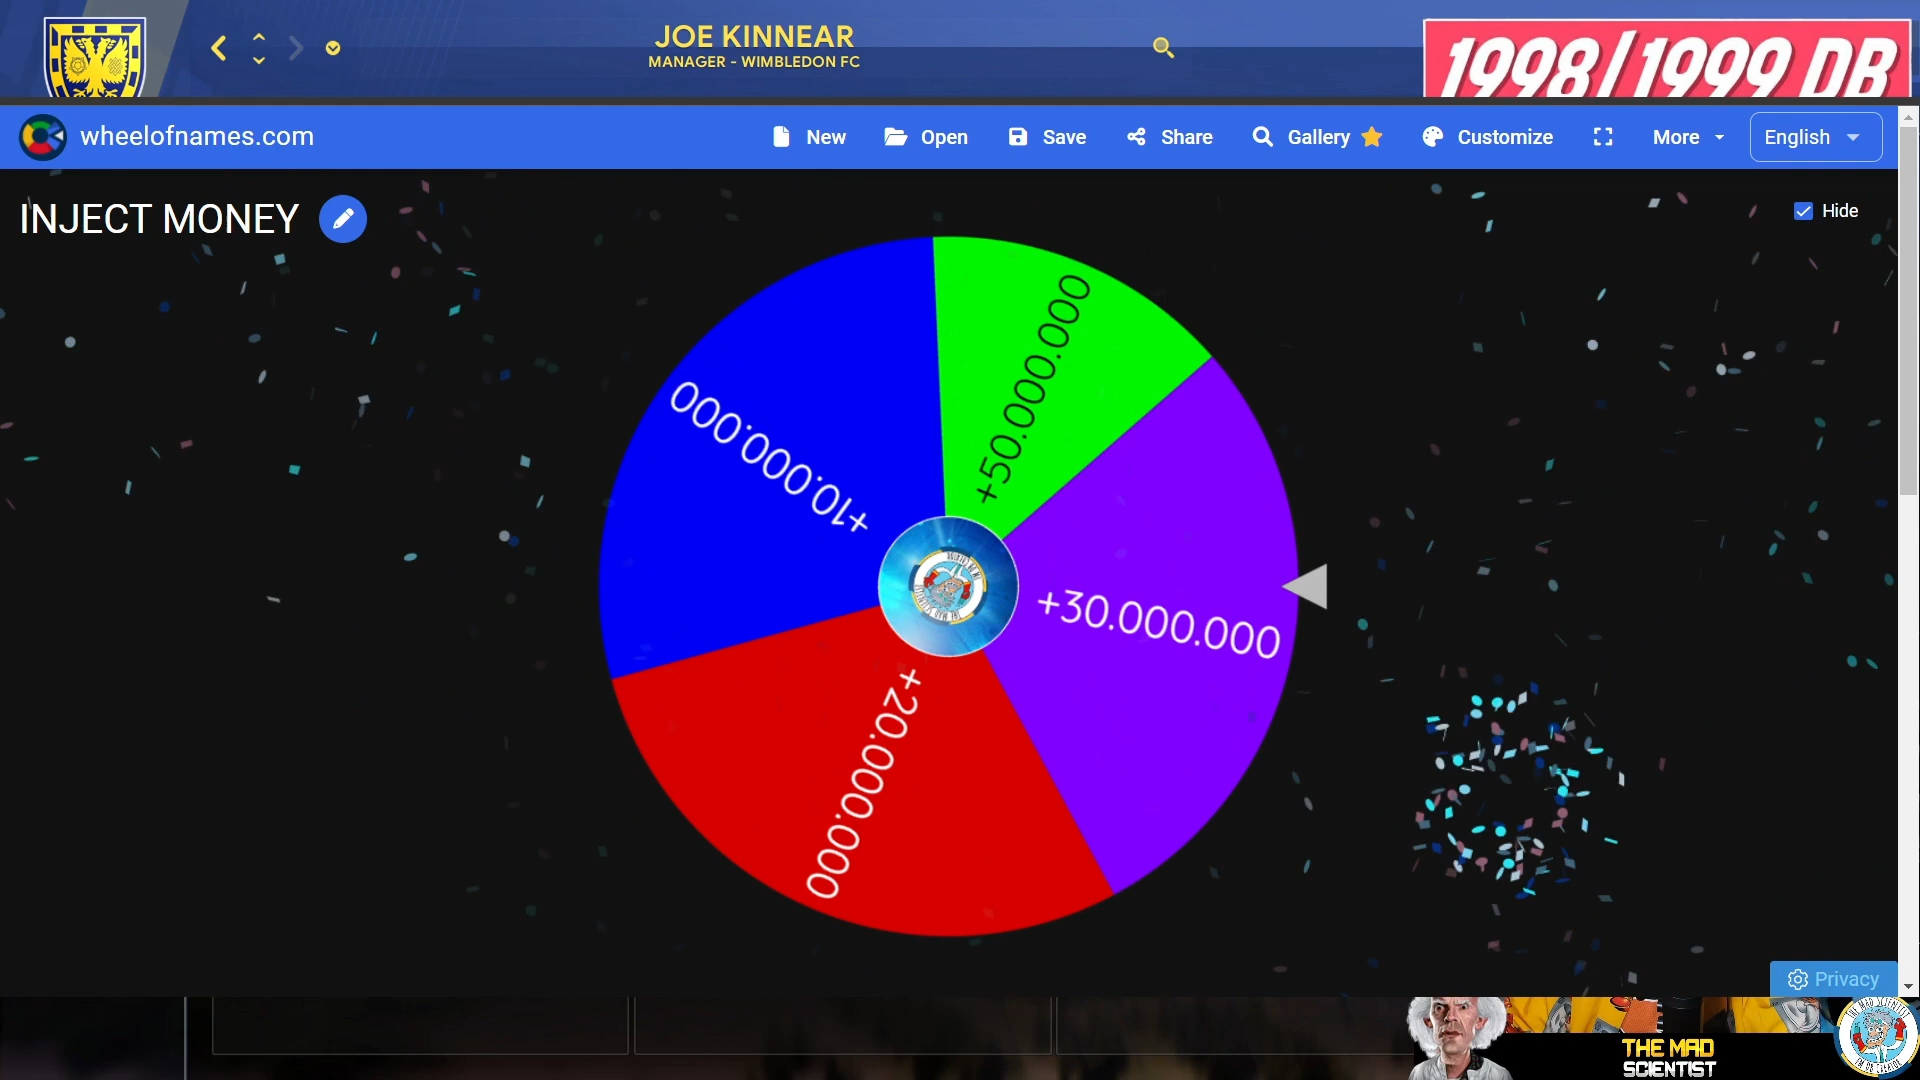 JOE KINNEAR
MANAGER - WIMBLEDON FC
1998/1999 DB
wheelofnames.com
New
Open
Save
Share
Gallery
Customize
More
English
INJECT MONEY
Hide
+50.000.000
+10.000.000
+30.000.000
+20.000.000
Privacy
THE MAD
SCIENTIST